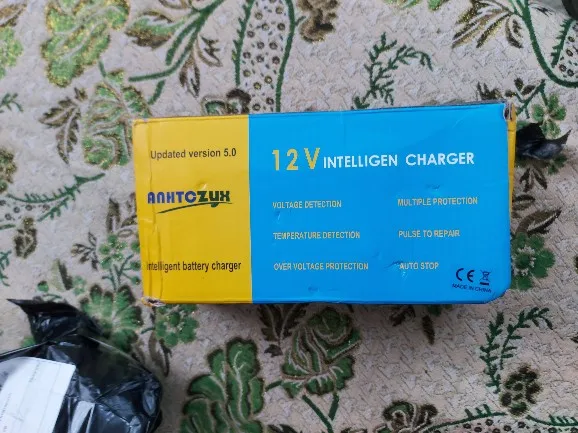 Updated version 5.0
ANHTCZYX
Intelligent battery charger
12V INTELLIGEN CHARGER
VOLTAGE DETECTION
MULTIPLE PROTECTION
TEMPERATURE DETECTION
PULSE TO REPAIR
OVER VOLTAGE PROTECTION
AUTO STOP
CE
MADE IN CHINA